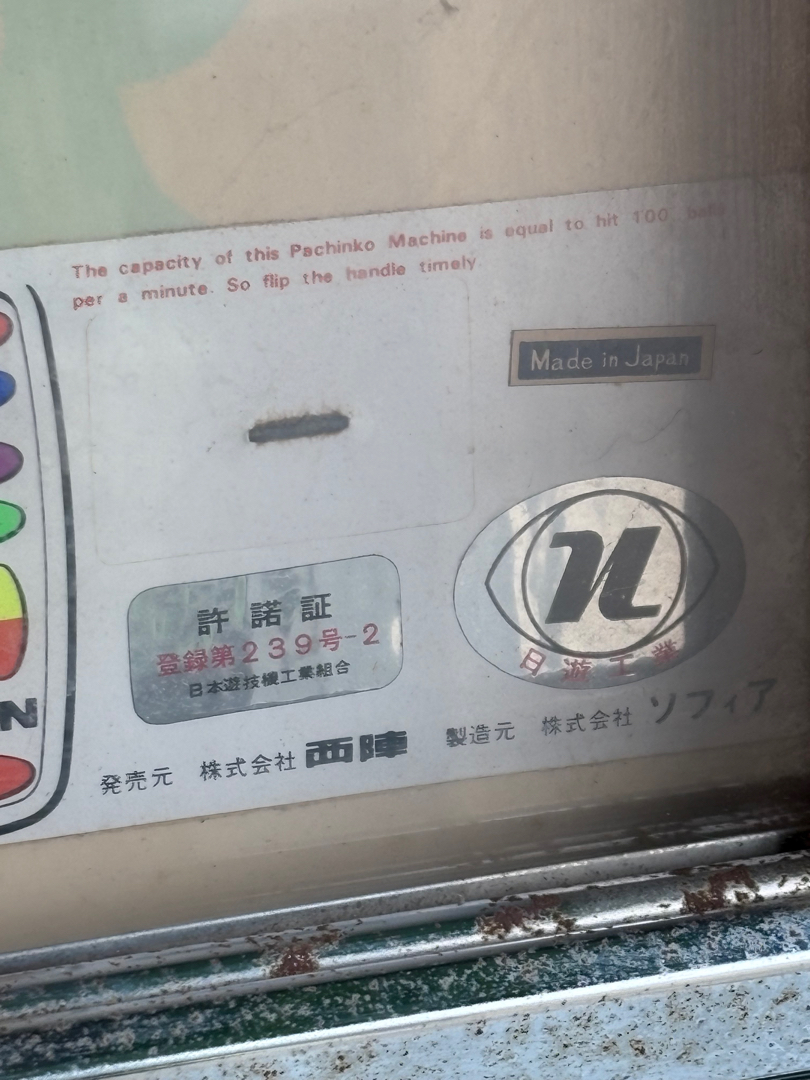 The capacity of this Pachinko Machine is equal to hit 100 balls
per a minute. So flip the handle timely
Made in Japan
許諾証
登録第239号-2
日本遊技機工業組合
n
日遊工業
N
発売元 株式会社 西陣 製造元 株式会社 ソフィア